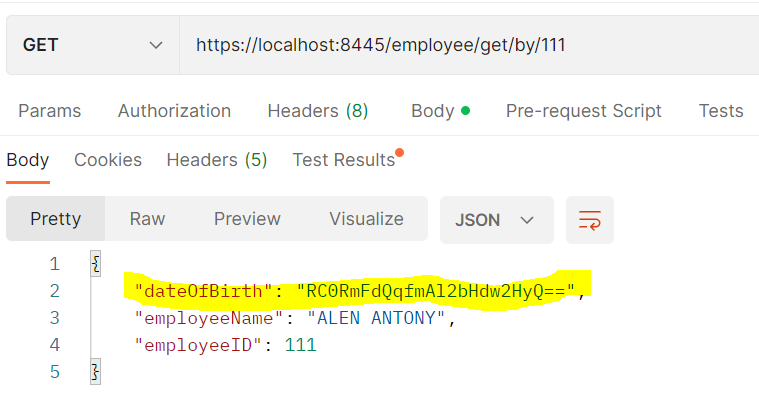 GET https://localhost:8445/employee/get/by/111
Params Authorization Headers (8) Body Pre-request Script Tests
Body Cookies Headers (5) Test Results
Pretty Raw Preview Visualize JSON
1 {
2 "dateOfBirth": "RC0RmFdQqfmAl2bHdw2HyQ==",
3 "employeeName": "ALEN ANTONY",
4 "employeeID": 111
5 }